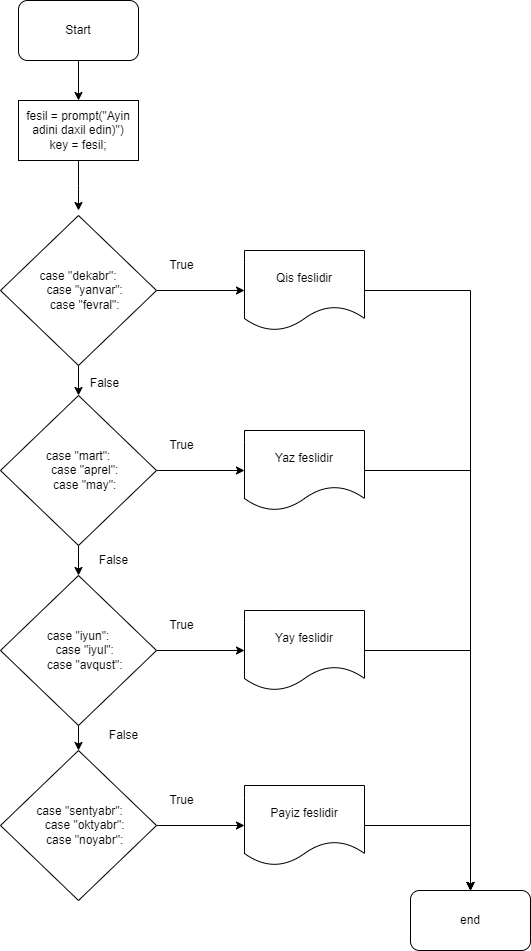 Start
fesil = prompt("Ayin
adini daxil edin)")
key = fesil;
case "dekabr":
case "yanvar":
case "fevral":
True
Qis feslidir
False
case "mart":
case "aprel":
case "may":
True
Yaz feslidir
False
case "iyun":
case "iyul":
case "avqust":
True
Yay feslidir
False
case "sentyabr":
case "oktyabr":
case "noyabr":
True
Payiz feslidir
end